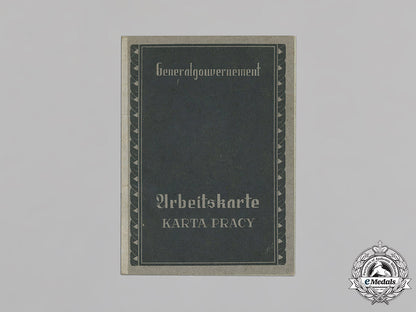 Generalgouvernement
Arbeitskarte
KARTA PRACY
eMedals